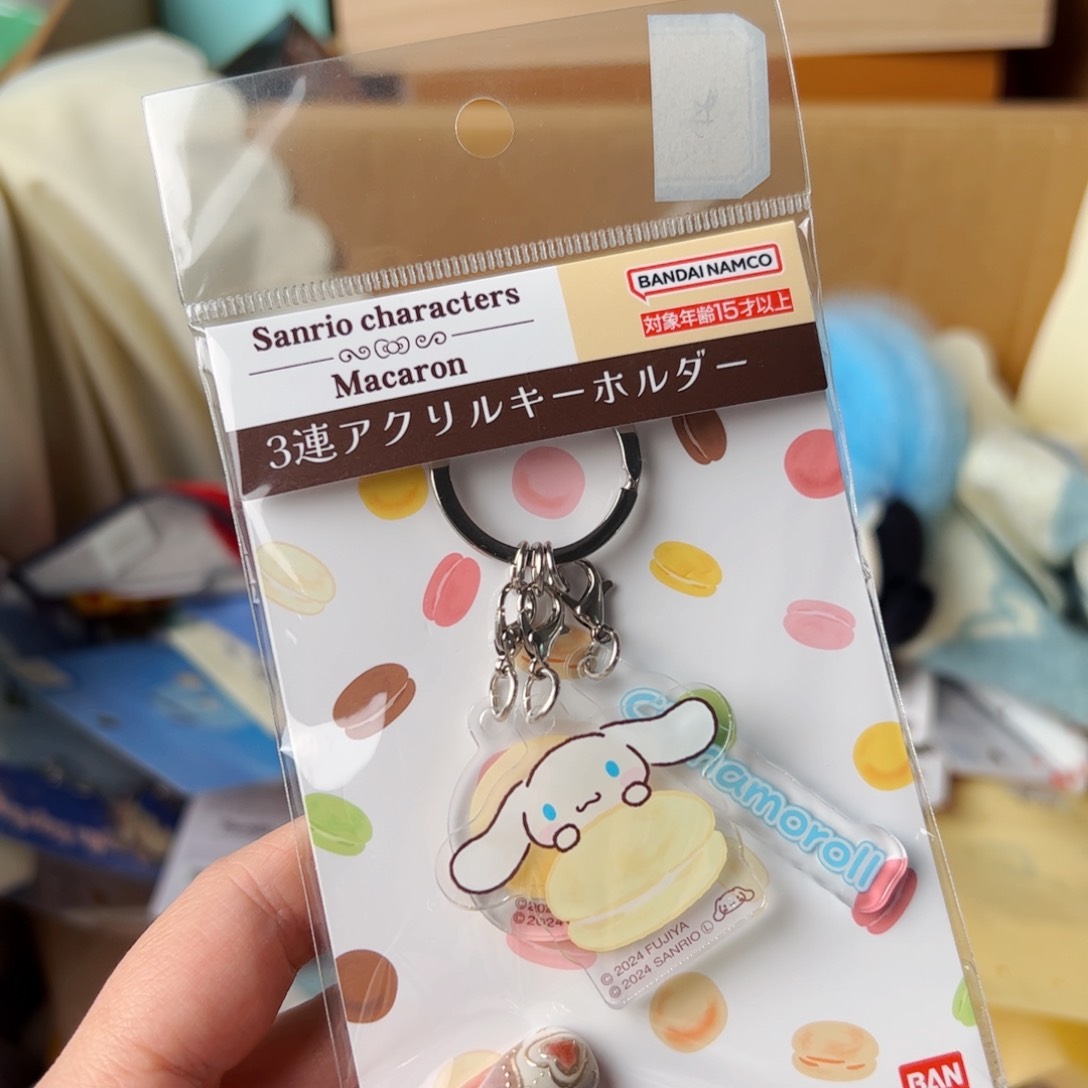 BANDAI NAMCO
対象年齢15才以上
Sanrio characters
Macaron
3連アクリルキーホルダー
namoroll
© 2024 FUJIYA
© 2024 SANRIO Ⓛ
BAN